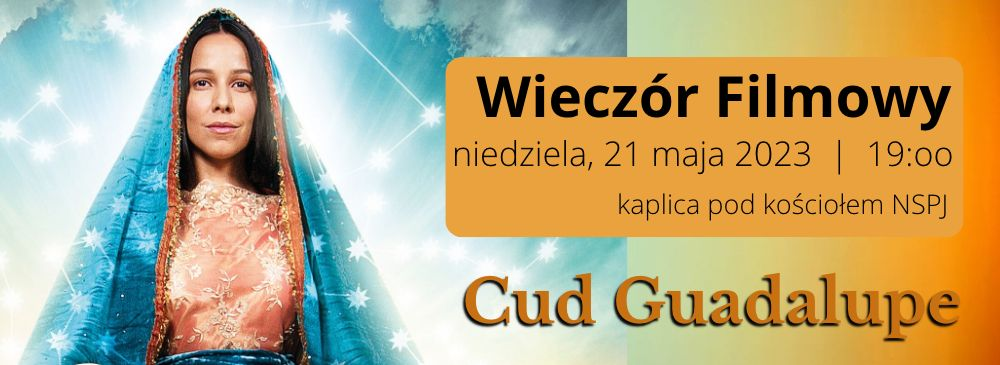 Wieczór Filmowy
niedziela, 21 maja 2023 | 19:oo
kaplica pod kościołem NSPJ
Cud Guadalupe